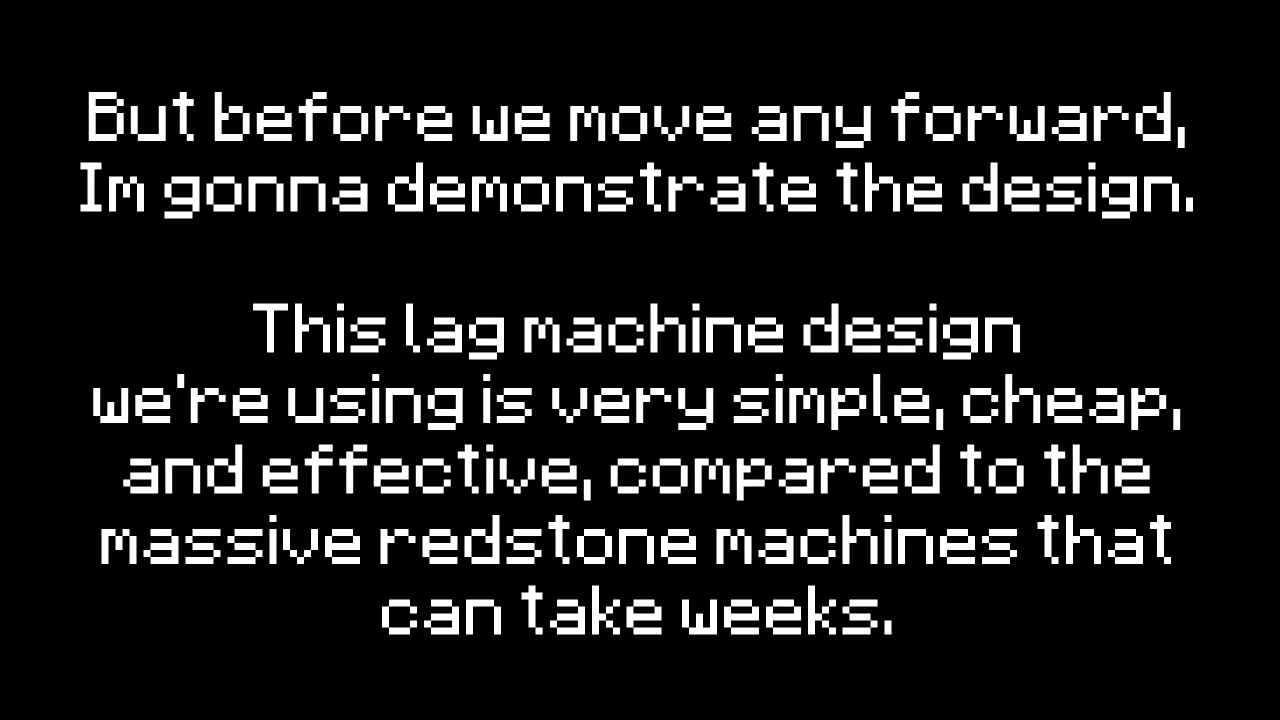 But before we move any forward,
Im gonna demonstrate the design.
This lag machine design
we're using is very simple, cheap,
and effective, compared to the
massive redstone machines that
can take weeks.